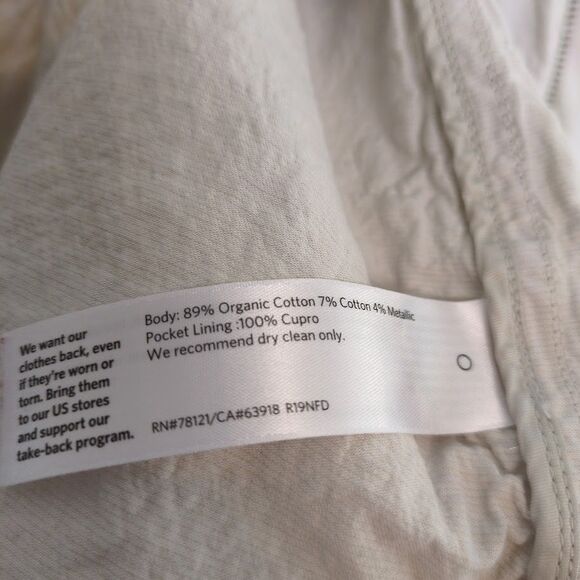 We want our
clothes back, even
if they're worn or
torn. Bring them
to our US stores
and support our
take-back program.
Body: 89% Organic Cotton 7% Cotton 4% Metallic
Pocket Lining :100% Cupro
We recommend dry clean only.
RN#78121/CA#63918 R19NFD